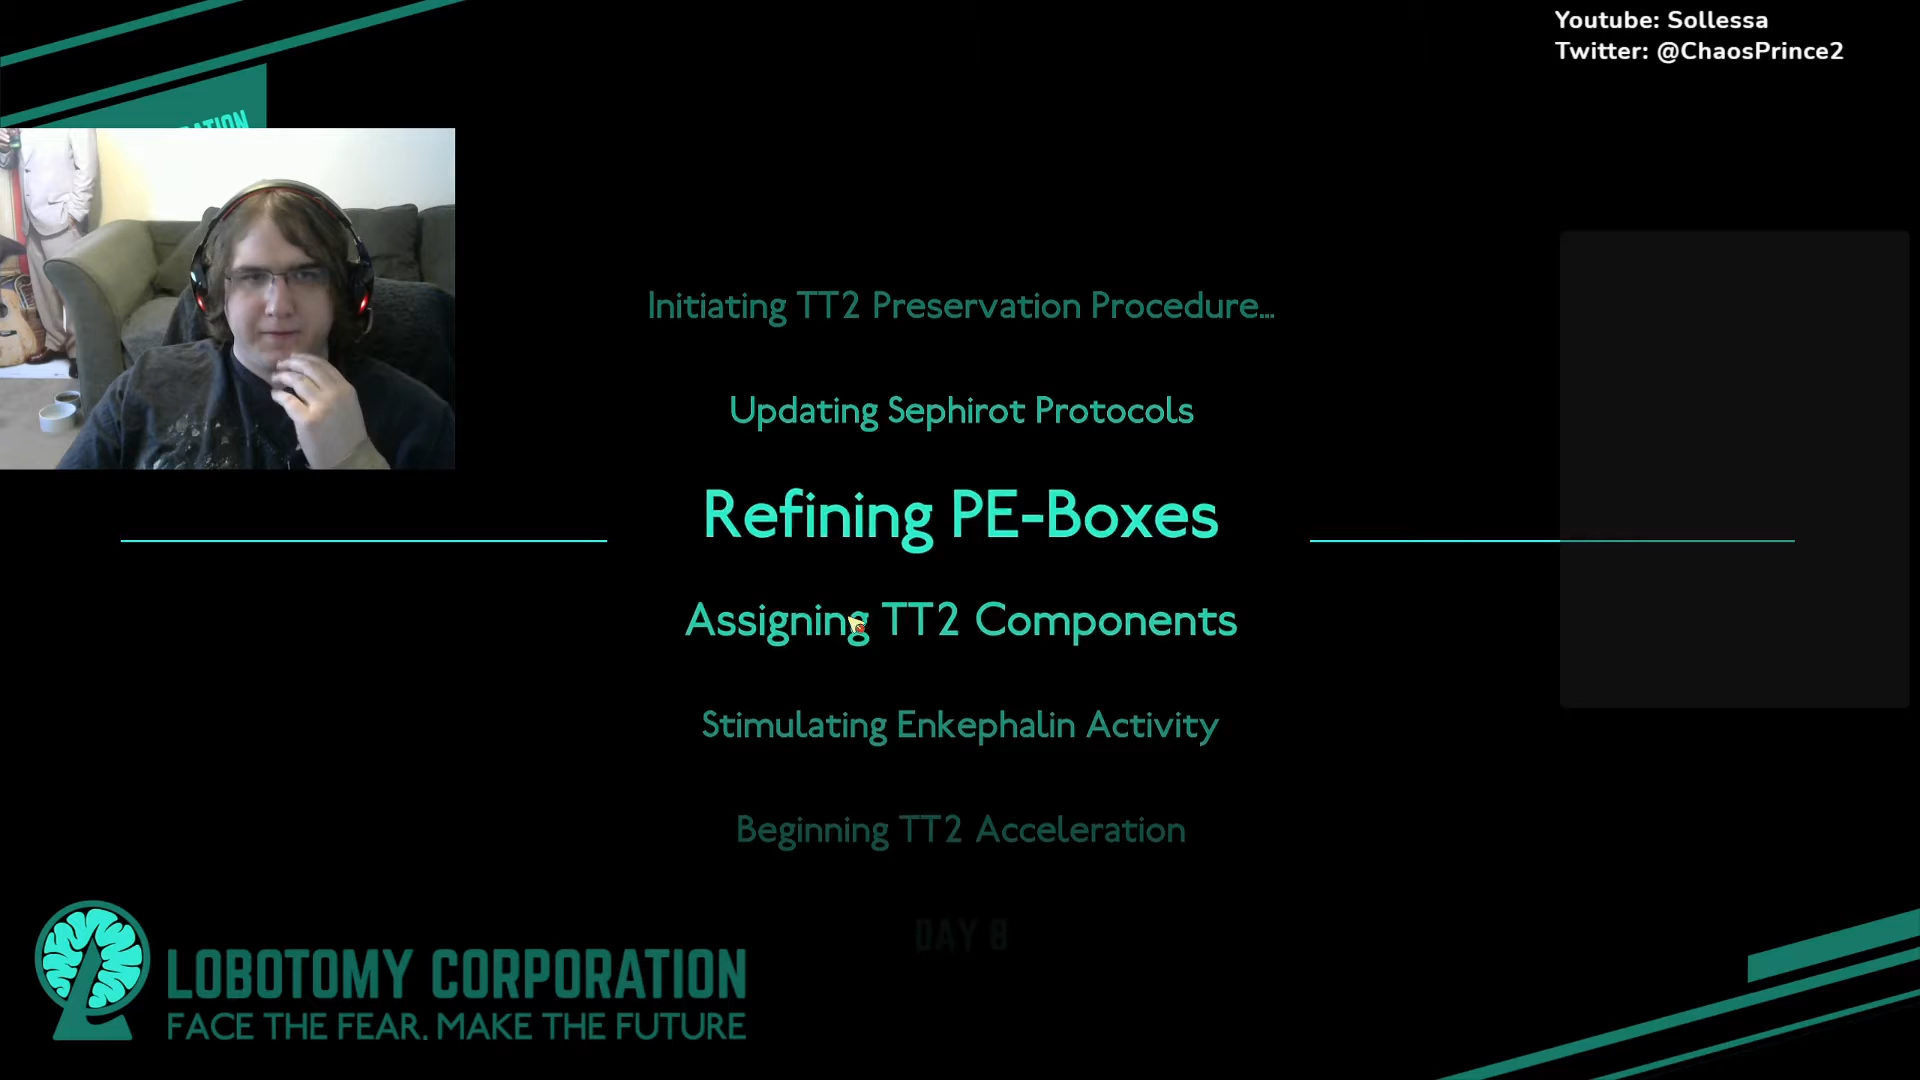 Youtube: Sollessa
Twitter: @ChaosPrince2
Initiating TT2 Preservation Procedure...
Updating Sephirot Protocols
Refining PE-Boxes
Assigning TT2 Components
Stimulating Enkephalin Activity
Beginning TT2 Acceleration
DAY 8
LOBOTOMY CORPORATION
FACE THE FEAR. MAKE THE FUTURE